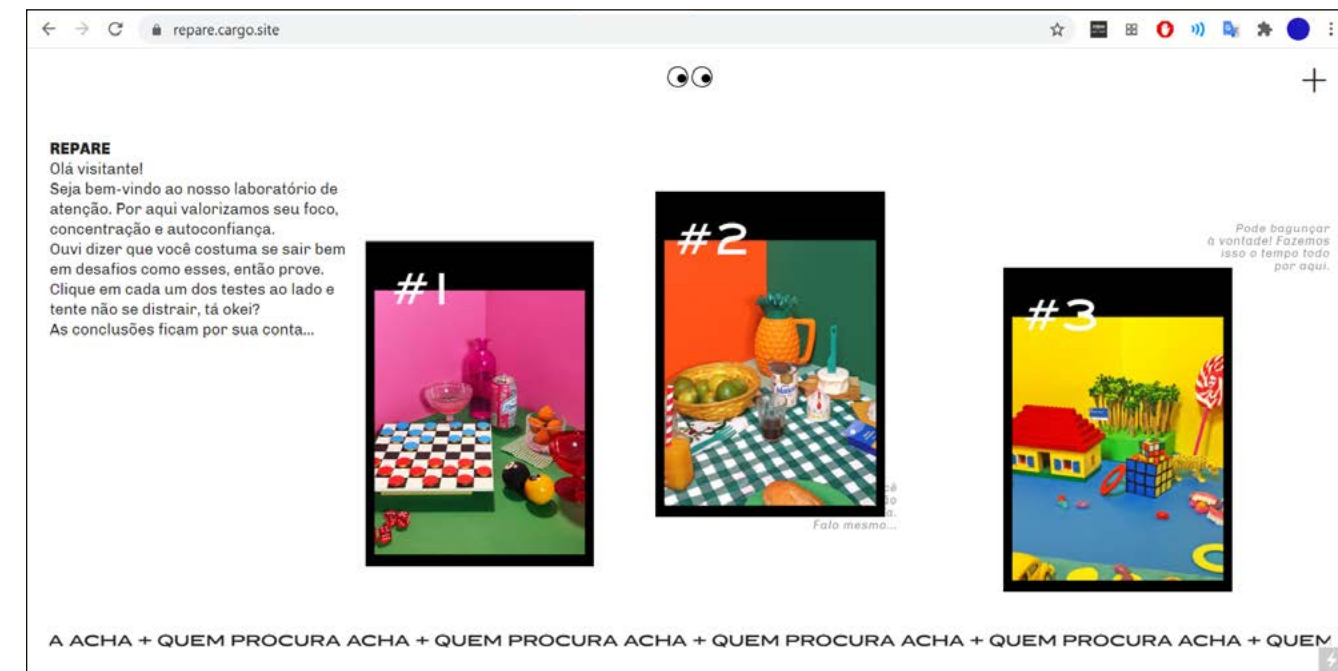 repare.cargo.site
REPARE
Olá visitante!
Seja bem-vindo ao nosso laboratório de
atenção. Por aqui valorizamos seu foco,
concentração e autoconfiança.
Ouvi dizer que você costuma se sair bem
em desafios como esses, então prove.
Clique em cada um dos testes ao lado e
tente não se distrair, tá okei?
As conclusões ficam por sua conta...
#1
#2
#3
Pode bagunçar
à vontade! Fazemos
isso o tempo todo
por aqui.
Falo mesmo...
A ACHA + QUEM PROCURA ACHA + QUEM PROCURA ACHA + QUEM PROCURA ACHA + QUEM PROCURA ACHA + QUEM